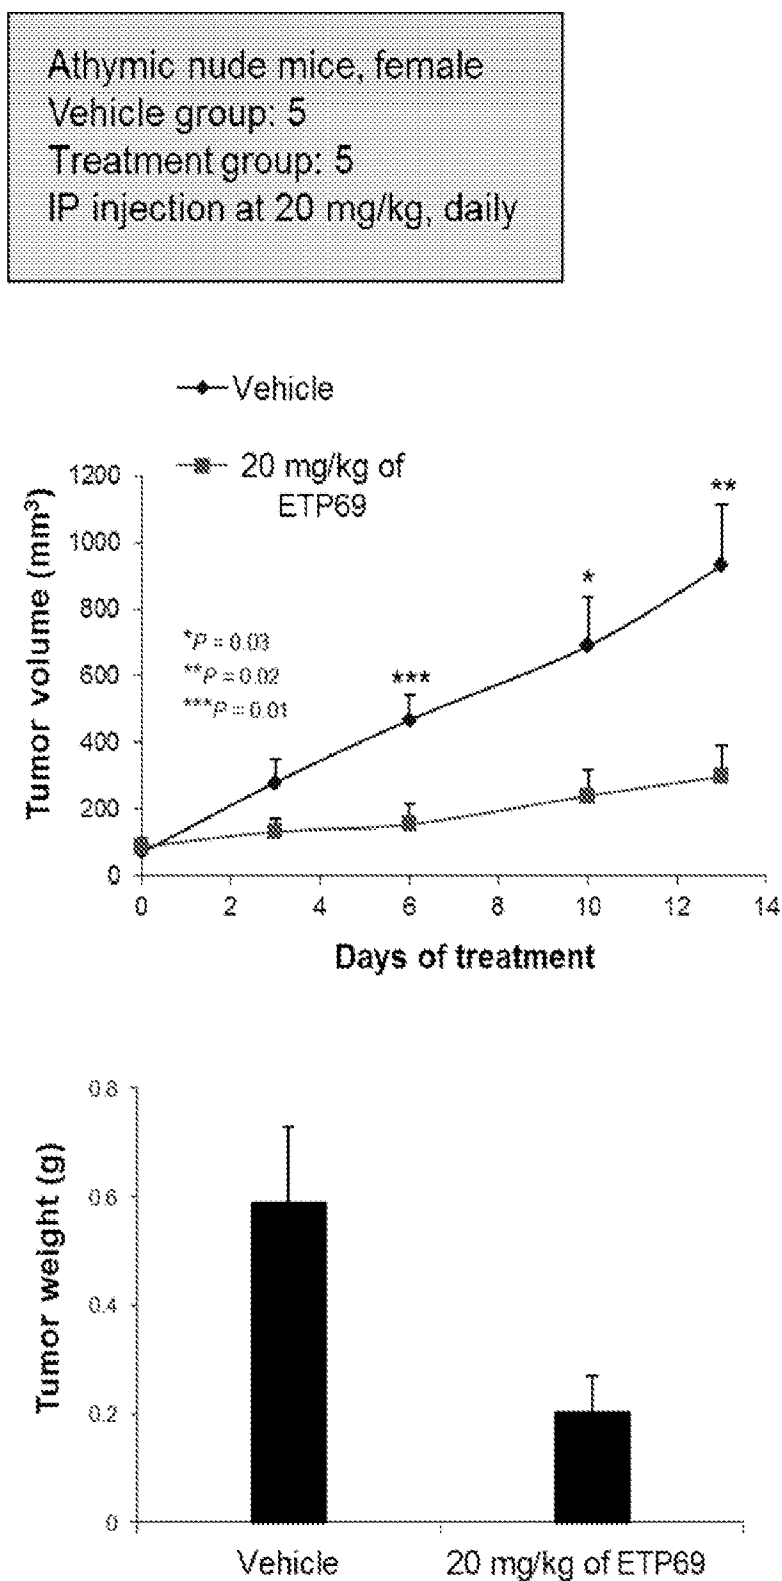 Athymic nude mice, female
Vehicle group: 5
Treatment group: 5
IP injection at 20 mg/kg, daily
Vehicle
20 mg/kg of
ETP69
Tumor volume (mm³)
1200
1000
800
600
400
200
0
*P = 0.03
**P = 0.02
***P = 0.01
***
*
**
0
2
4
6
8
10
12
14
Days of treatment
Tumor weight (g)
0.8
0.6
0.4
0.2
0
Vehicle
20 mg/kg of ETP69